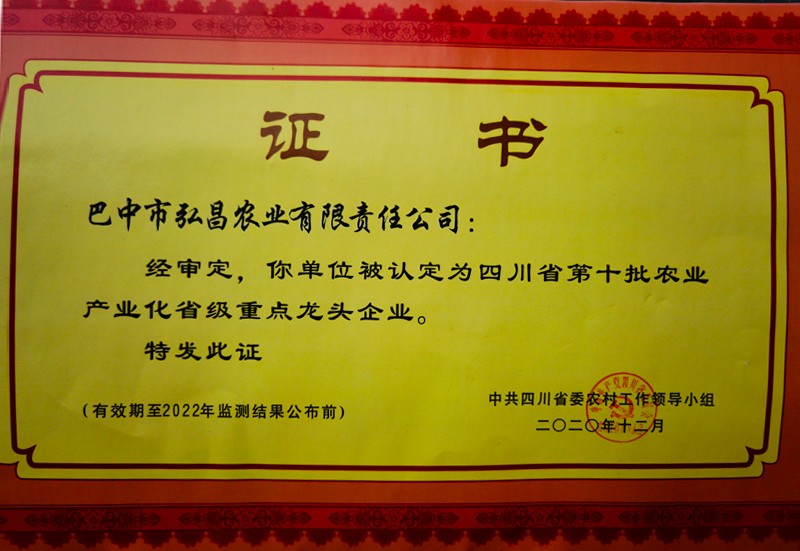 证 书
巴中市弘昌农业有限责任公司：
经审定，你单位被认定为四川省第十批农业
产业化省级重点龙头企业。
特发此证
（有效期至2022年监测结果公布前）
中共四川省委农村工作领导小组
二〇二〇年十二月